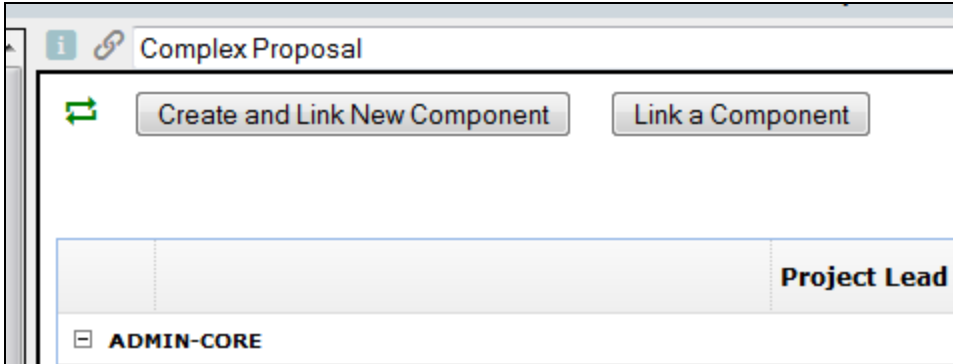 Complex Proposal
Create and Link New Component Link a Component
Project Lead
ADMIN-CORE